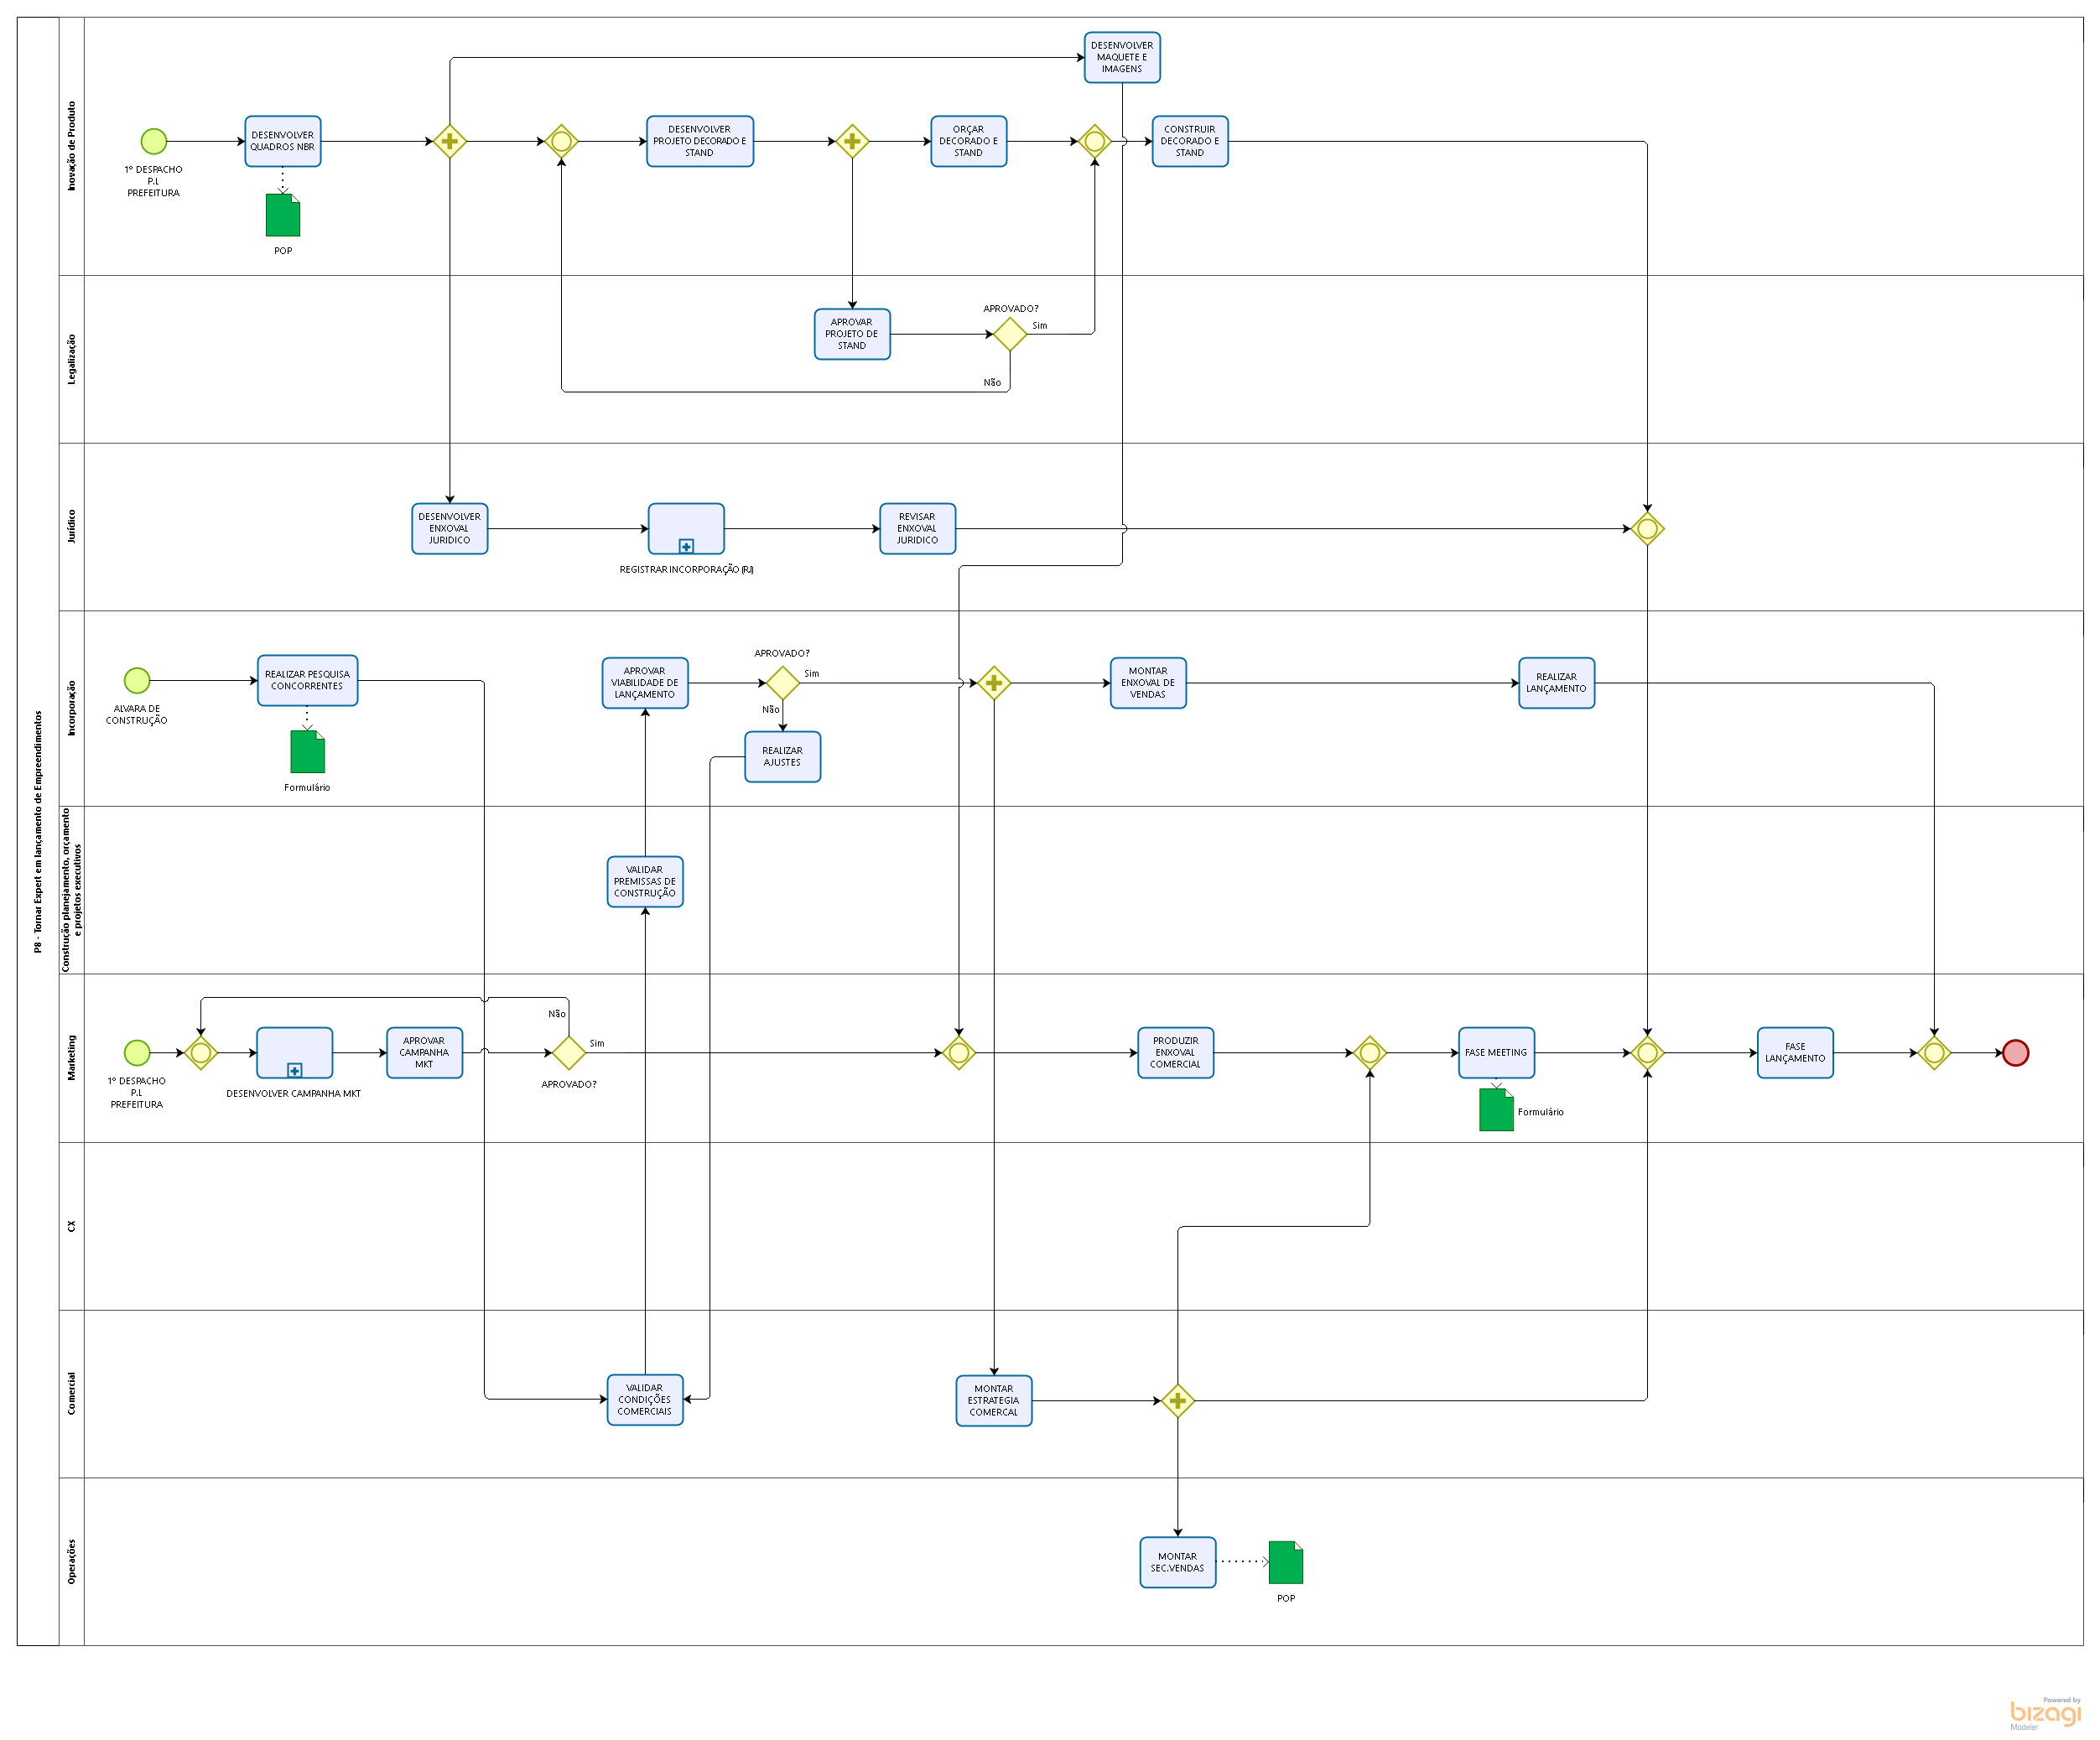 P8 - Tornar Expert em lançamento de Empreendimentos
Inovação de Produto
DESENVOLVER
MAQUETE E
IMAGENS
1º DESPACHO
P.L
PREFEITURA
DESENVOLVER
QUADROS NBR
POP
DESENVOLVER
PROJETO DECORADO E
STAND
ORÇAR
DECORADO E
STAND
CONSTRUIR
DECORADO E
STAND
Legalização
APROVAR
PROJETO DE
STAND
APROVADO?
Sim
Não
Jurídico
DESENVOLVER
ENXOVAL
JURIDICO
REGISTRAR INCORPORAÇÃO (RJ)
REVISAR
ENXOVAL
JURIDICO
Incorporação
ALVARA DE
CONSTRUÇÃO
REALIZAR PESQUISA
CONCORRENTES
Formulário
APROVAR
VIABILIDADE DE
LANÇAMENTO
APROVADO?
Sim
Não
REALIZAR
AJUSTES
MONTAR
ENXOVAL DE
VENDAS
REALIZAR
LANÇAMENTO
Construção planejamento, orçamento
e projetos executivos
VALIDAR
PREMISSAS DE
CONSTRUÇÃO
Marketing
1º DESPACHO
P.L
PREFEITURA
DESENVOLVER CAMPANHA MKT
APROVAR
CAMPANHA
MKT
Não
Sim
APROVADO?
PRODUZIR
ENXOVAL
COMERCIAL
FASE MEETING
Formulário
FASE
LANÇAMENTO
CX
Comercial
VALIDAR
CONDIÇÕES
COMERCIAIS
MONTAR
ESTRATEGIA
COMERCAL
Operações
MONTAR
SEC.VENDAS
POP
Powered by
bizagi
Modeler